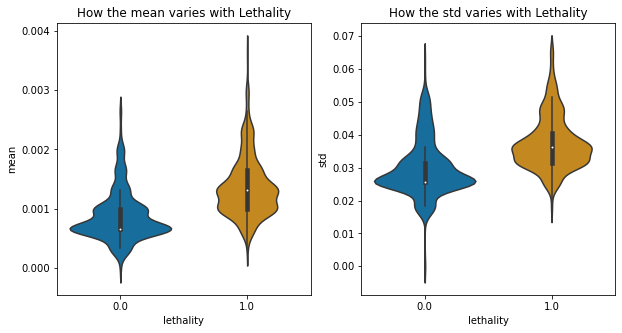 How the mean varies with Lethality
0.004
0.003
0.002
0.001
0.000
mean
0.0
1.0
lethality
How the std varies with Lethality
0.07
0.06
0.05
0.04
0.03
0.02
0.01
0.00
std
0.0
1.0
lethality